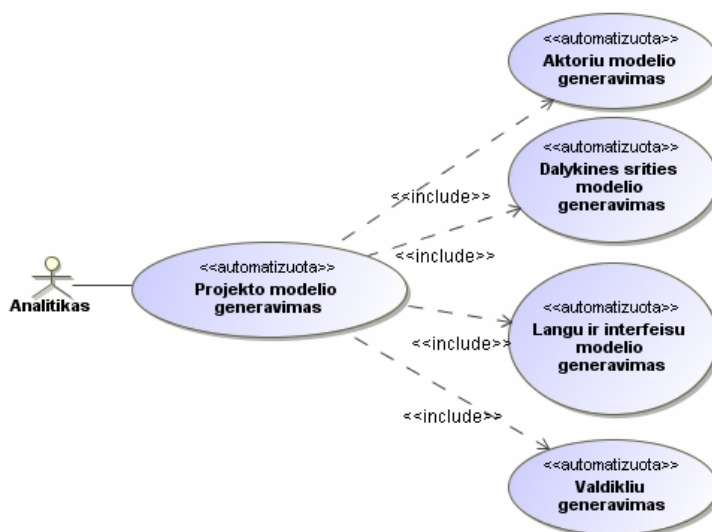 <<automatizuota>>
Aktoriu modelio
generavimas
<<automatizuota>>
Dalykines srities
modelio
generavimas
<<include>>
<<include>>
<<automatizuota>>
Projekto modelio
generavimas
Analitikas
<<automatizuota>>
Langu ir interfeisu
modelio
generavimas
<<include>>
<<include>>
<<automatizuota>>
Valdikliu
generavimas